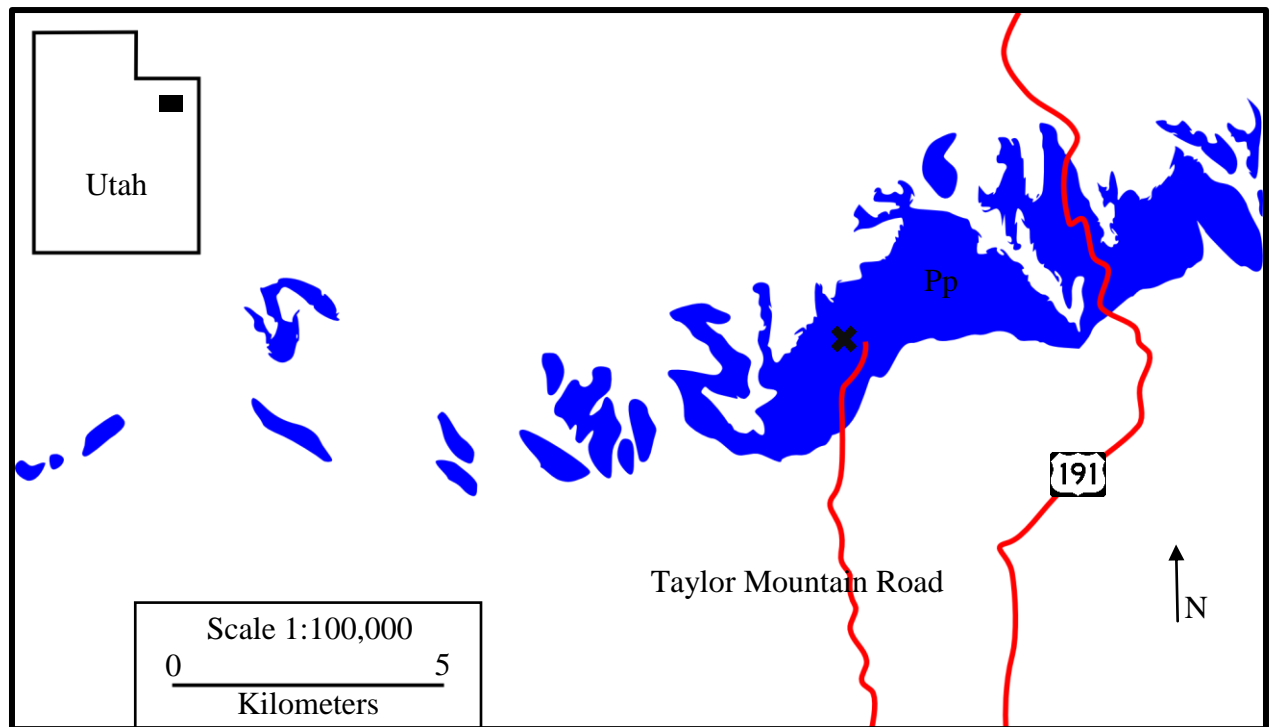 Utah
Pp
191
Taylor Mountain Road
N
Scale 1:100,000
0 5
Kilometers